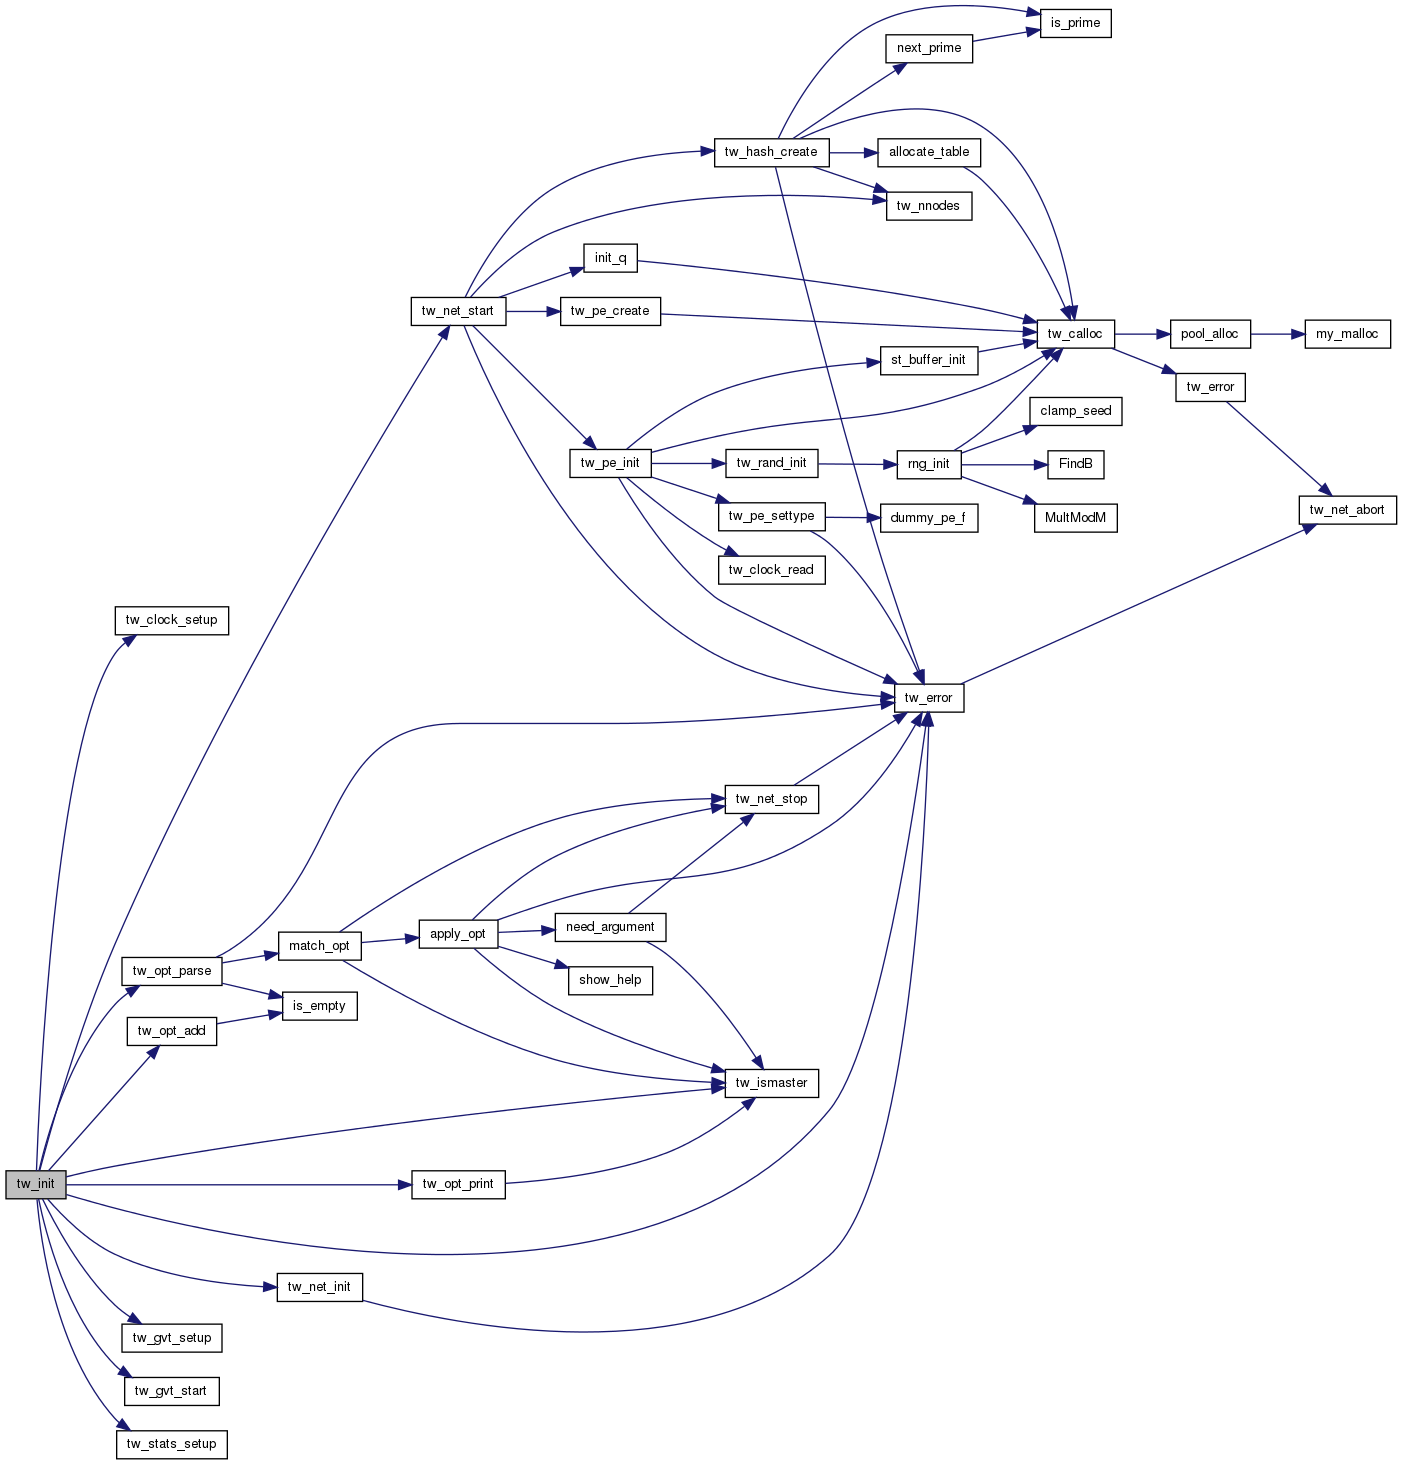 is_prime
next_prime
tw_hash_create
allocate_table
tw_nnodes
init_q
tw_net_start
tw_pe_create
tw_calloc
pool_alloc
my_malloc
st_buffer_init
tw_error
clamp_seed
tw_pe_init
tw_rand_init
rng_init
FindB
tw_net_abort
tw_pe_settype
dummy_pe_f
MultModM
tw_clock_read
tw_clock_setup
tw_error
tw_net_stop
need_argument
apply_opt
match_opt
tw_opt_parse
show_help
is_empty
tw_opt_add
tw_ismaster
tw_init
tw_opt_print
tw_net_init
tw_gvt_setup
tw_gvt_start
tw_stats_setup